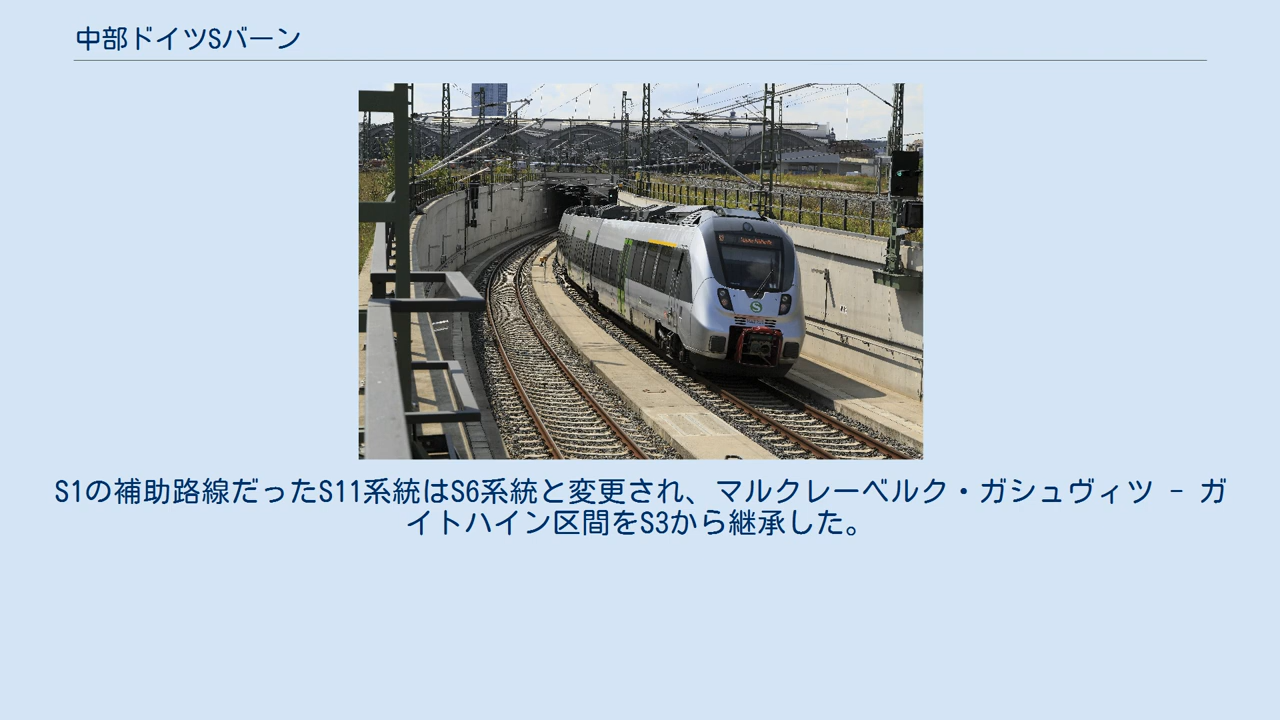 中部ドイツSバーン
S1の補助路線だったS11系統はS6系統と変更され、マルクレーベルク・ガシュヴィツ – ガ
イトハイン区間をS3から継承した。
S